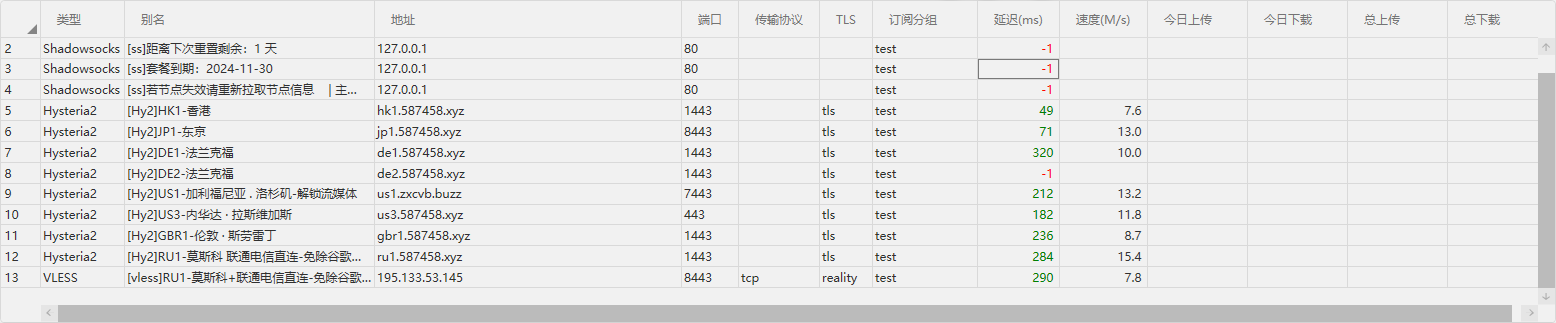 类型 别名 地址 端口 传输协议 TLS 订阅分组 延迟(ms) 速度(M/s) 今日上传 今日下载 总上传 总下载
2 Shadowsocks [ss]距离下次重置剩余：1 天 127.0.0.1 80 test -1
3 Shadowsocks [ss]套餐到期：2024-11-30 127.0.0.1 80 test -1
4 Shadowsocks [ss]若节点失效请重新拉取节点信息 | 主... 127.0.0.1 80 test -1
5 Hysteria2 [Hy2]HK1-香港 hk1.587458.xyz 1443 tls test 49 7.6
6 Hysteria2 [Hy2]JP1-东京 jp1.587458.xyz 8443 tls test 71 13.0
7 Hysteria2 [Hy2]DE1-法兰克福 de1.587458.xyz 1443 tls test 320 10.0
8 Hysteria2 [Hy2]DE2-法兰克福 de2.587458.xyz 1443 tls test -1
9 Hysteria2 [Hy2]US1-加利福尼亚 . 洛杉矶-解锁流媒体 us1.zxcvb.buzz 7443 tls test 212 13.2
10 Hysteria2 [Hy2]US3-内华达 · 拉斯维加斯 us3.587458.xyz 443 tls test 182 11.8
11 Hysteria2 [Hy2]GBR1-伦敦 · 斯劳雷丁 gbr1.587458.xyz 1443 tls test 236 8.7
12 Hysteria2 [Hy2]RU1-莫斯科 联通电信直连-免除谷歌... ru1.587458.xyz 1443 tls test 284 15.4
13 VLESS [vless]RU1-莫斯科+联通电信直连-免除谷歌... 195.133.53.145 8443 tcp reality test 290 7.8